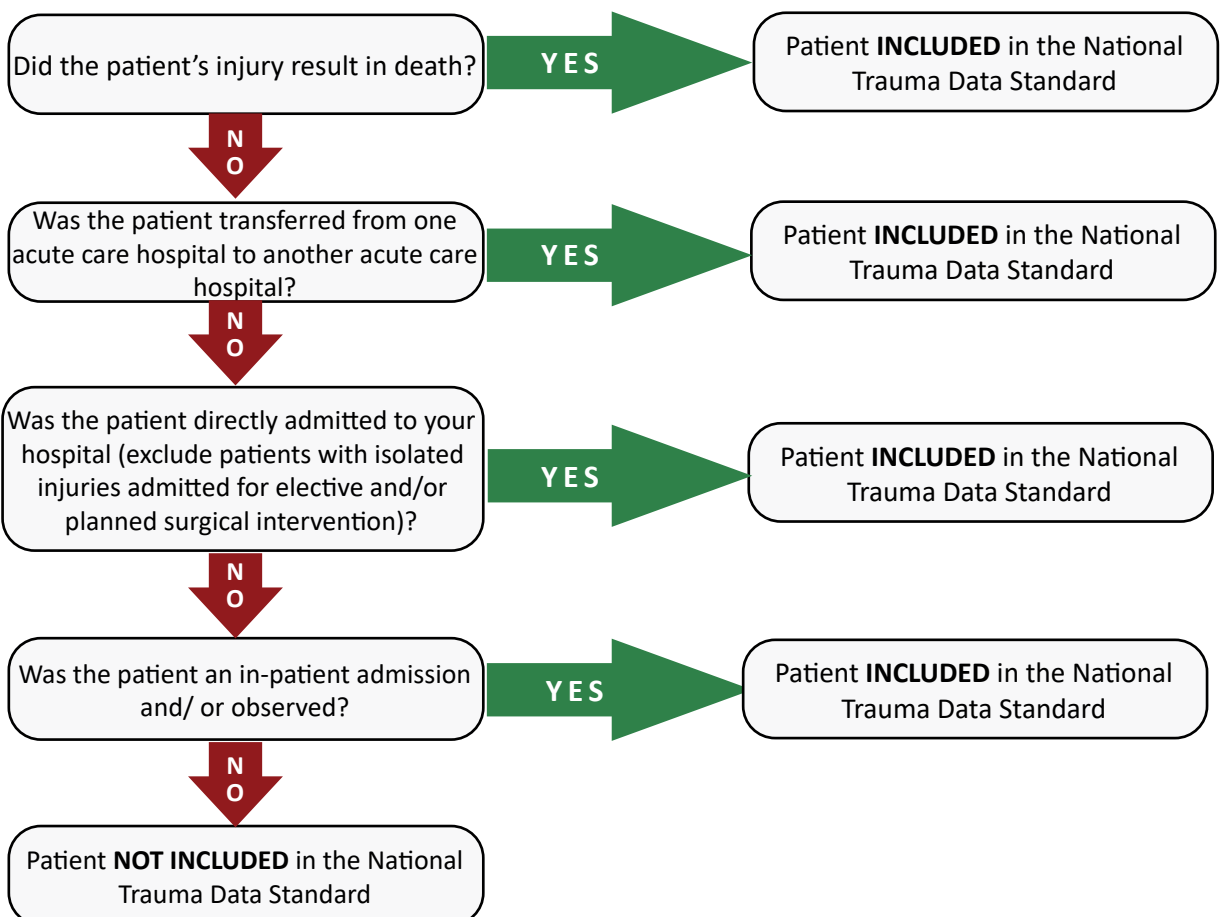 Did the patient's injury result in death?
YES
Patient INCLUDED in the National
Trauma Data Standard
N
O
Was the patient transferred from one
acute care hospital to another acute care
hospital?
YES
Patient INCLUDED in the National
Trauma Data Standard
N
O
Was the patient directly admitted to your
hospital (exclude patients with isolated
injuries admitted for elective and/or
planned surgical intervention)?
YES
Patient INCLUDED in the National
Trauma Data Standard
N
O
Was the patient an in-patient admission
and/ or observed?
YES
Patient INCLUDED in the National
Trauma Data Standard
N
O
Patient NOT INCLUDED in the National
Trauma Data Standard